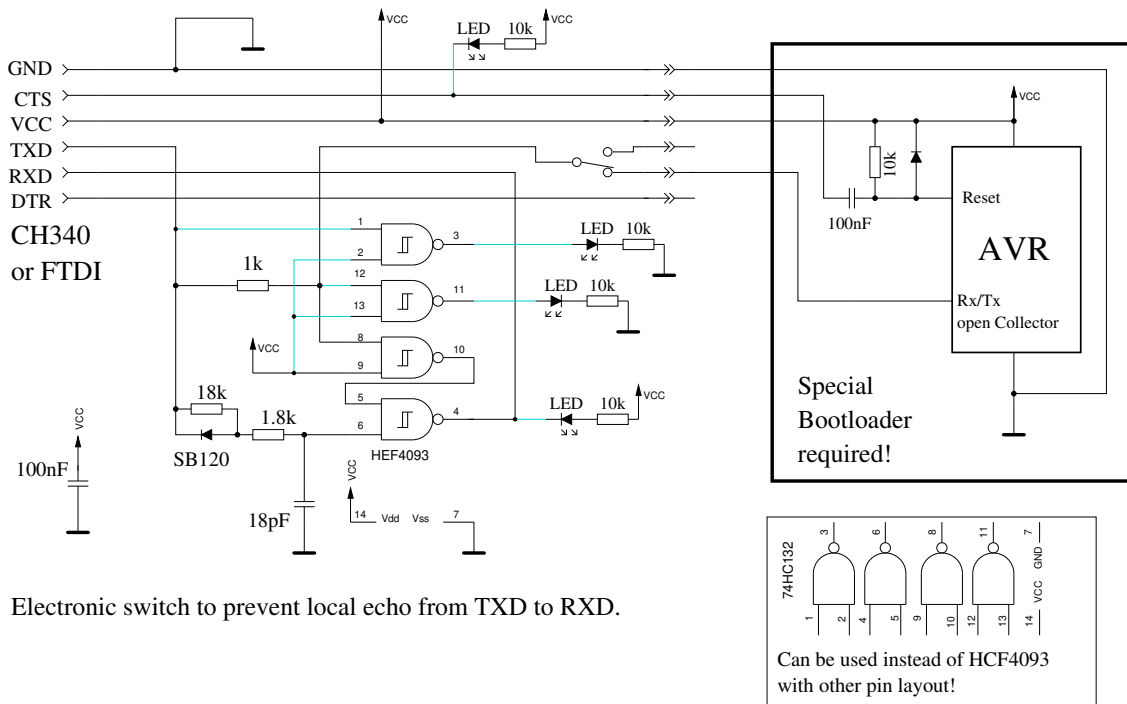 VCC
LED
10k
VCC
GND
CTS
VCC
TXD
RXD
DTR
CH340
or FTDI
VCC
10k
100nF
Reset
AVR
Rx/Tx
open Collector
Special
Bootloader
required!
1
2
3
LED
10k
1k
12
13
11
LED
10k
VCC
8
9
10
18k
1.8k
SB120
5
6
4
HEF4093
LED
10k
VCC
VCC
100nF
18pF
VCC
14
Vdd
Vss
7
Electronic switch to prevent local echo from TXD to RXD.
74HC132
3
6
8
11
7
GND
VCC
1
2
4
5
9
10
12
13
14
Can be used instead of HCF4093
with other pin layout!